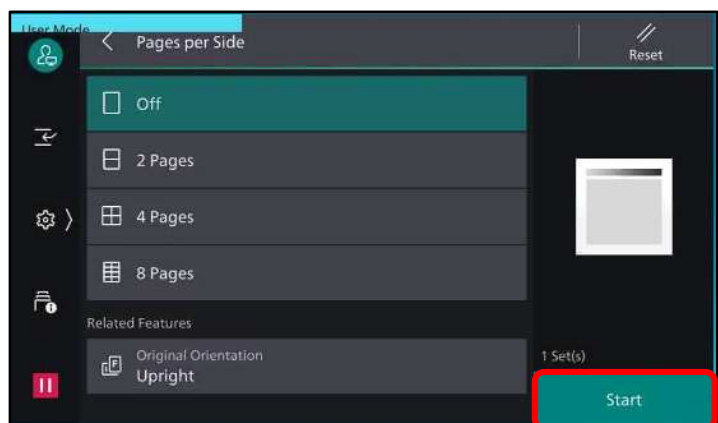 User Mode
Pages per Side
Reset
Off
2 Pages
4 Pages
8 Pages
Related Features
Original Orientation
Upright
1 Set(s)
Start